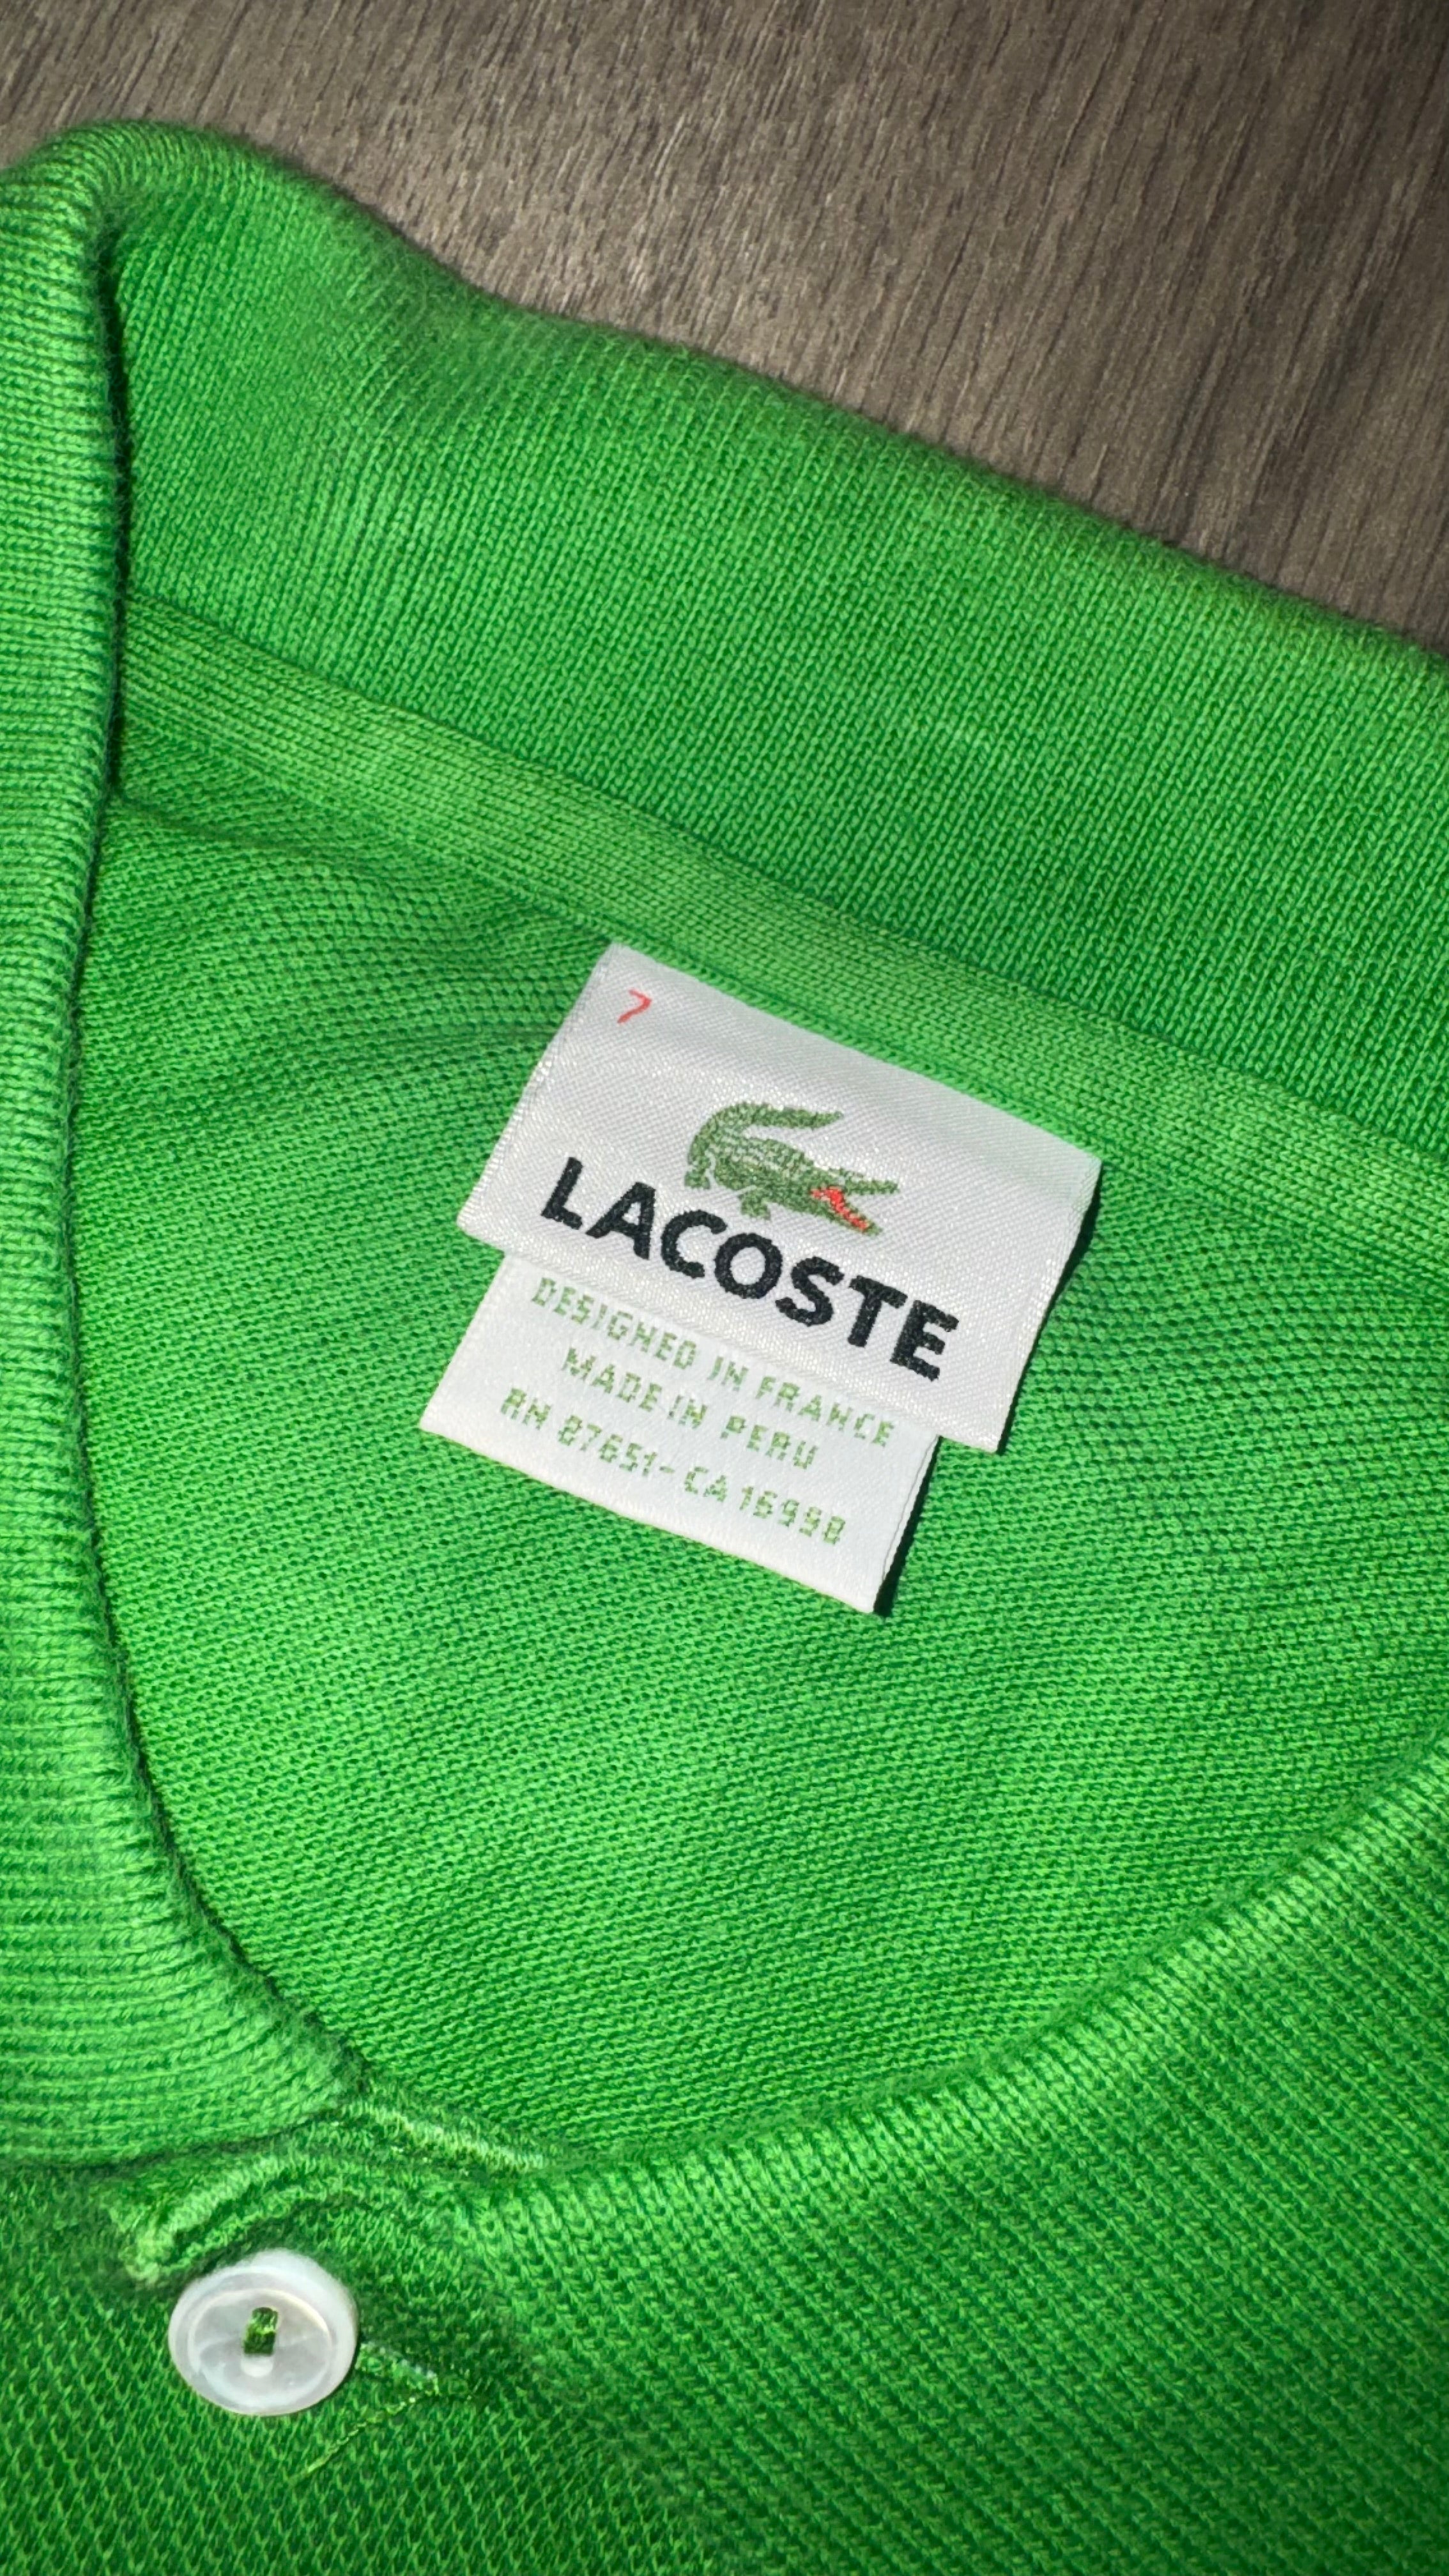 7
LACOSTE
DESIGNED IN FRANCE
MADE IN PERU
RN 87651- CA 16998